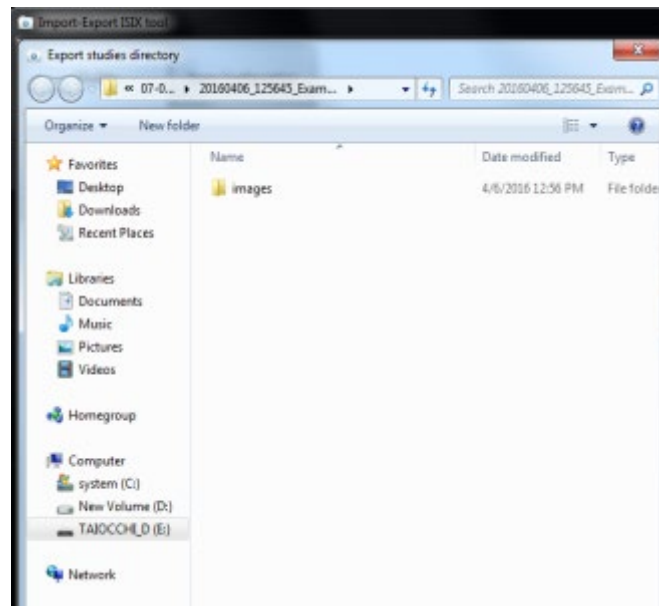 Import-Export ISIX tool
Export studies directory
« 07-0... ▸ 20160406_125645_Exam... ▸
Search 20160406_125645_Exam...
Organize ▾ New folder
Name Date modified Type
Favorites
Desktop
Downloads
Recent Places
images 4/6/2016 12:56 PM File folde
Libraries
Documents
Music
Pictures
Videos
Homegroup
Computer
system (C:)
New Volume (D:)
TAIOCCHI_D (E:)
Network